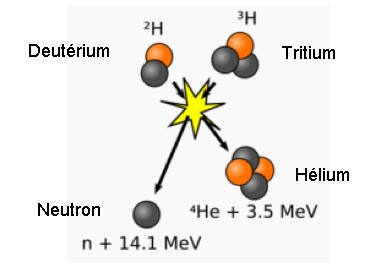 ²H
³H
Deutérium
Tritium
Hélium
Neutron
⁴He + 3.5 MeV
n + 14.1 MeV